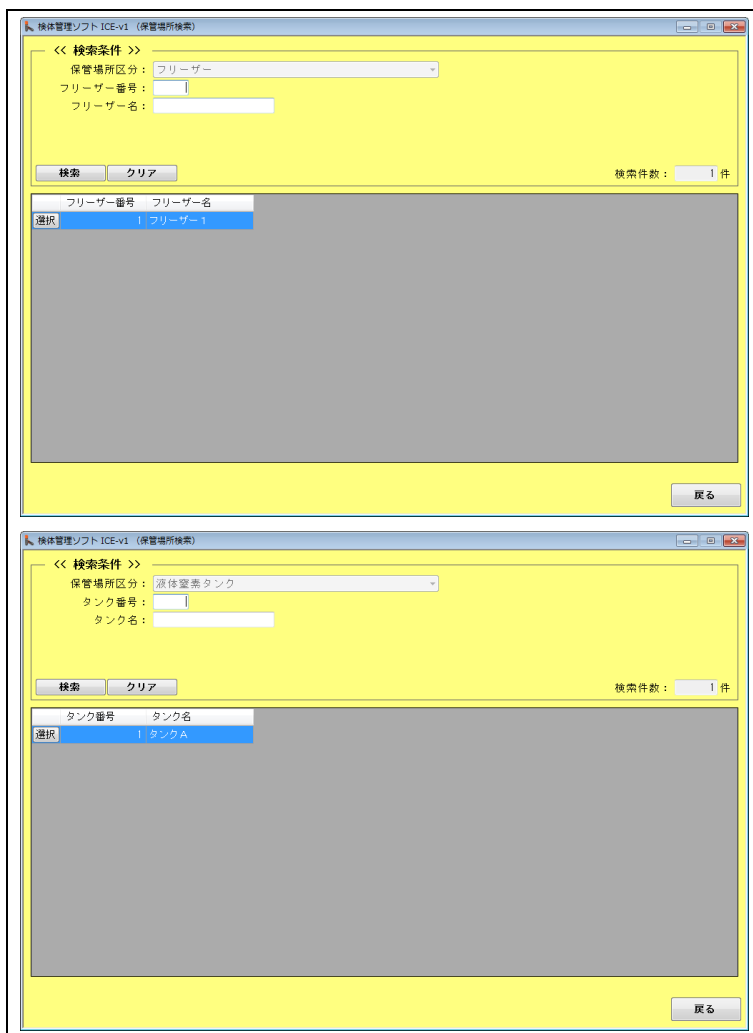 検体管理ソフト ICE-v1 (保管場所検索)
<< 検索条件 >>
保管場所区分： フリーザー
フリーザー番号：
フリーザー名：
検索 クリア 検索件数： 1 件
フリーザー番号 フリーザー名
選択 1 フリーザー１
戻る
検体管理ソフト ICE-v1 (保管場所検索)
<< 検索条件 >>
保管場所区分： 液体窒素タンク
タンク番号：
タンク名：
検索 クリア 検索件数： 1 件
タンク番号 タンク名
選択 1 タンクＡ
戻る